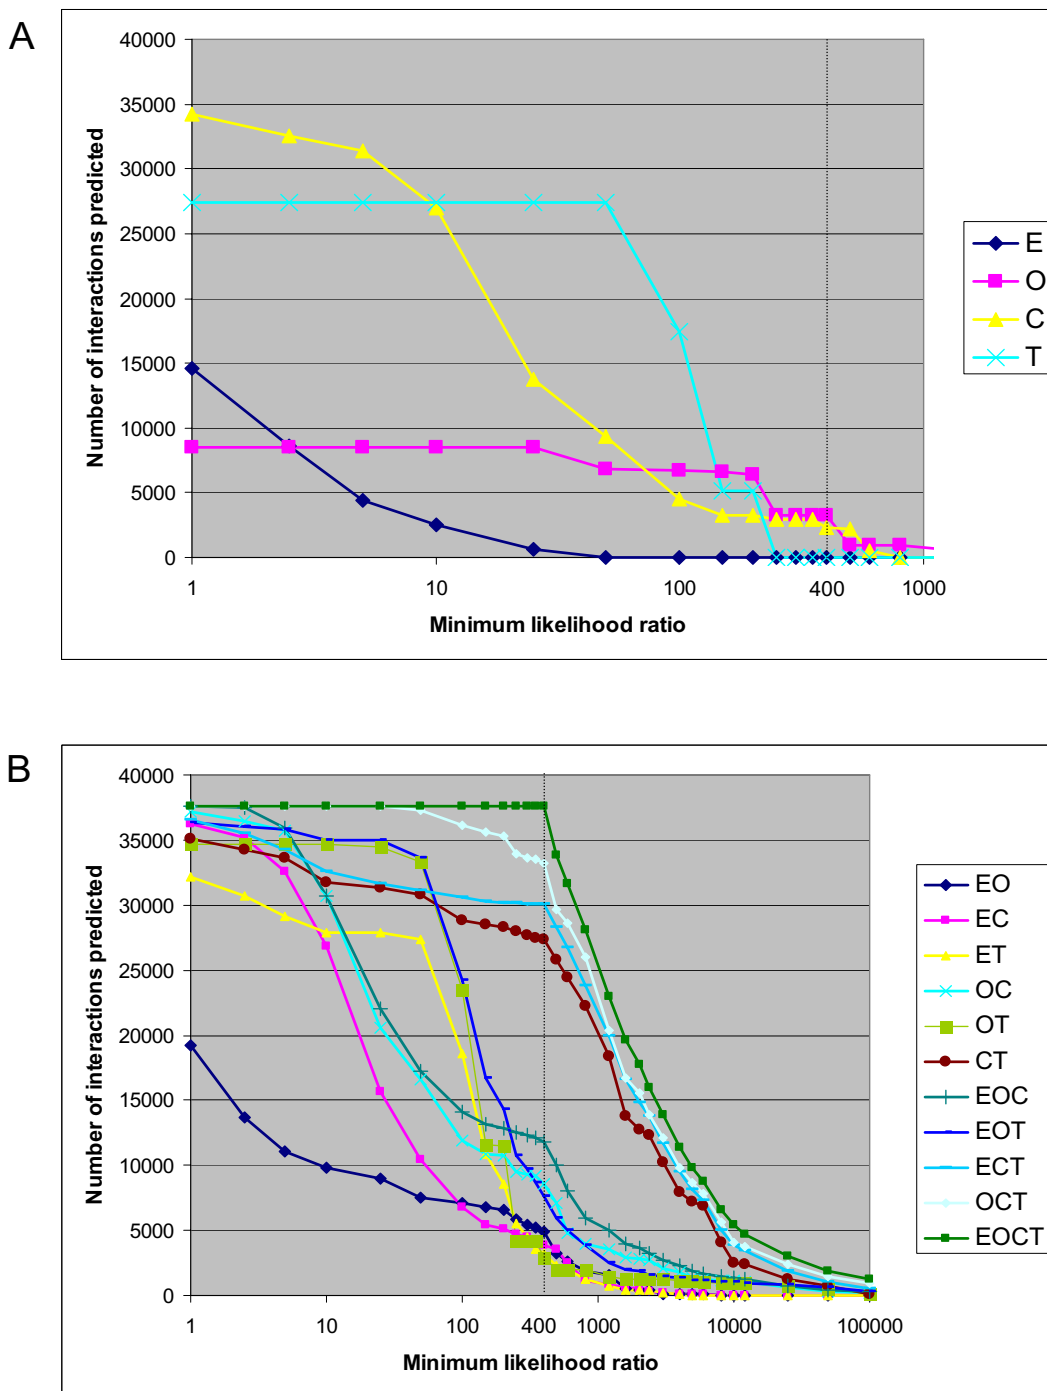 A
40000
35000
30000
25000
20000
15000
10000
5000
0
Number of interactions predicted
1 10 100 400 1000
Minimum likelihood ratio
E
O
C
T
B
40000
35000
30000
25000
20000
15000
10000
5000
0
Number of interactions predicted
1 10 100 400 1000 10000 100000
Minimum likelihood ratio
EO
EC
ET
OC
OT
CT
EOC
EOT
ECT
OCT
EOCT